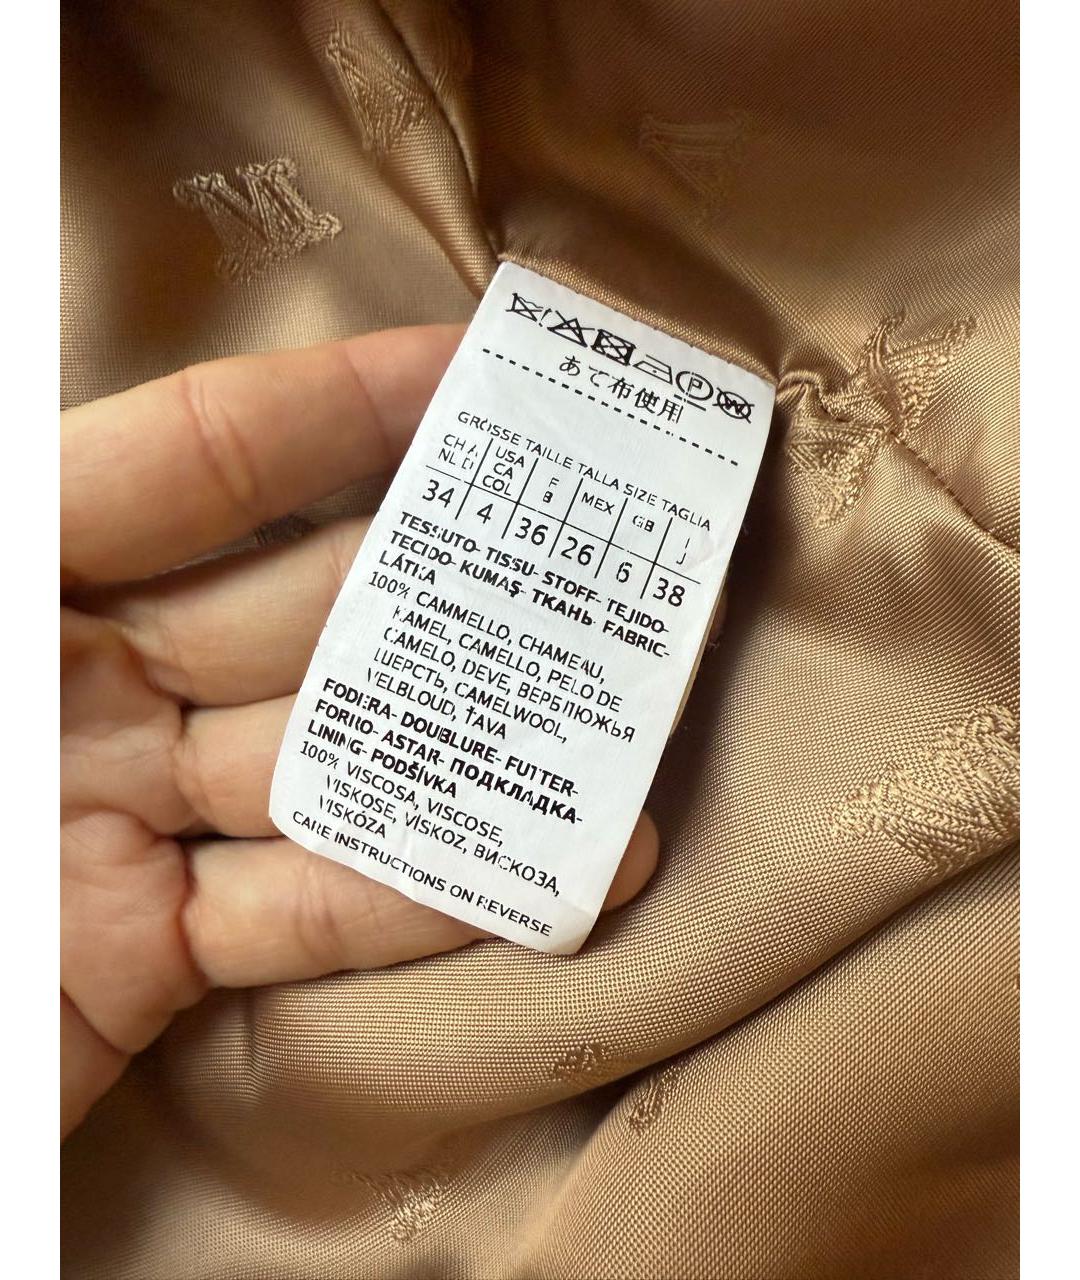 あて布使用
GRÖSSE TAILLE TALLA SIZE TAGLIA
CH A USA F MEX GB I
NL D CA B J
COL
34 4 36 26 6 38
TESSUTO- TISSU- STOFF- TEJIDO-
TECIDO- KUMAŞ- ТКАНЬ- FABRIC-
LÁTKA
100% CAMMELLO, CHAMEAU,
KAMEL, CAMELLO, PELO DE
CAMELO, DEVE, ВЕРБЛЮЖЬЯ
ШЕРСТЬ, CAMELWOOL,
VELBLOUD, ŤAVA
FODERA- DOUBLURE- FUTTER-
FORRO- ASTAR- ПОДКЛАДКА-
LINING- PODŠÍVKA
100% VISCOSA, VISCOSE,
VISKOSE, VISKOZ, ВИСКОЗА,
VISKÓZA
CARE INSTRUCTIONS ON REVERSE
P
W
M